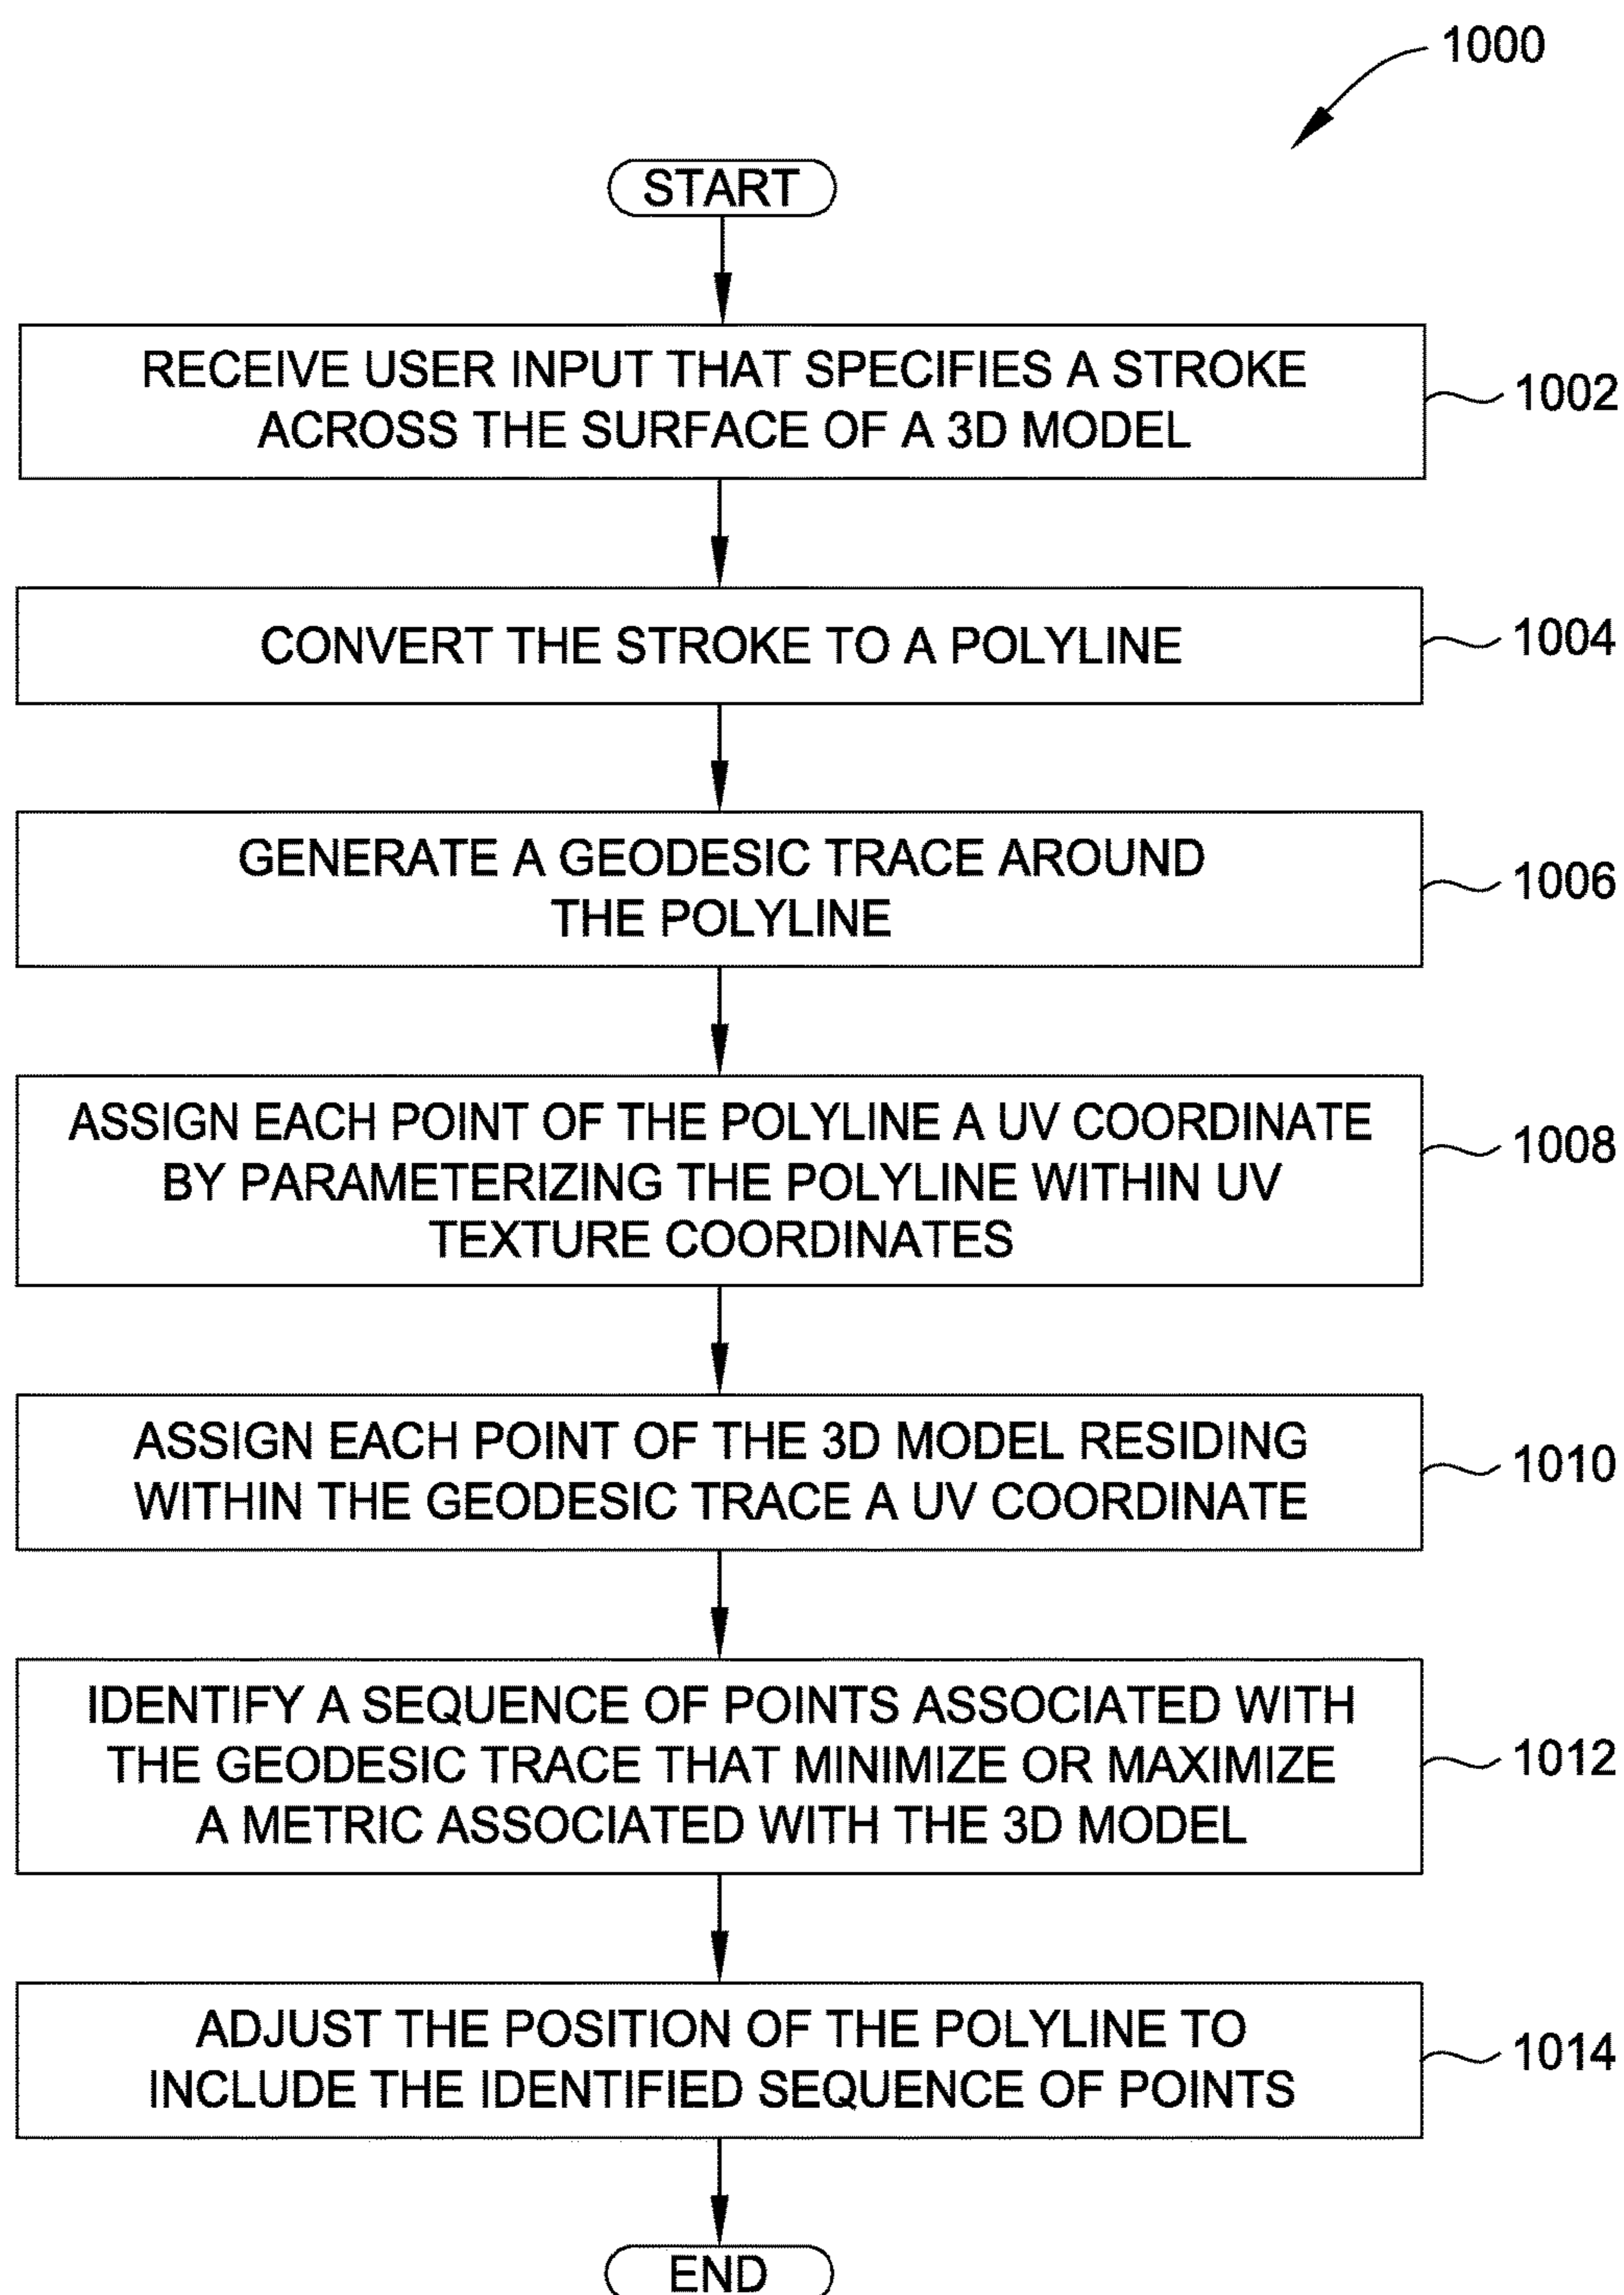 1000
START
RECEIVE USER INPUT THAT SPECIFIES A STROKE
ACROSS THE SURFACE OF A 3D MODEL
1002
CONVERT THE STROKE TO A POLYLINE
1004
GENERATE A GEODESIC TRACE AROUND
THE POLYLINE
1006
ASSIGN EACH POINT OF THE POLYLINE A UV COORDINATE
BY PARAMETERIZING THE POLYLINE WITHIN UV
TEXTURE COORDINATES
1008
ASSIGN EACH POINT OF THE 3D MODEL RESIDING
WITHIN THE GEODESIC TRACE A UV COORDINATE
1010
IDENTIFY A SEQUENCE OF POINTS ASSOCIATED WITH
THE GEODESIC TRACE THAT MINIMIZE OR MAXIMIZE
A METRIC ASSOCIATED WITH THE 3D MODEL
1012
ADJUST THE POSITION OF THE POLYLINE TO
INCLUDE THE IDENTIFIED SEQUENCE OF POINTS
1014
END